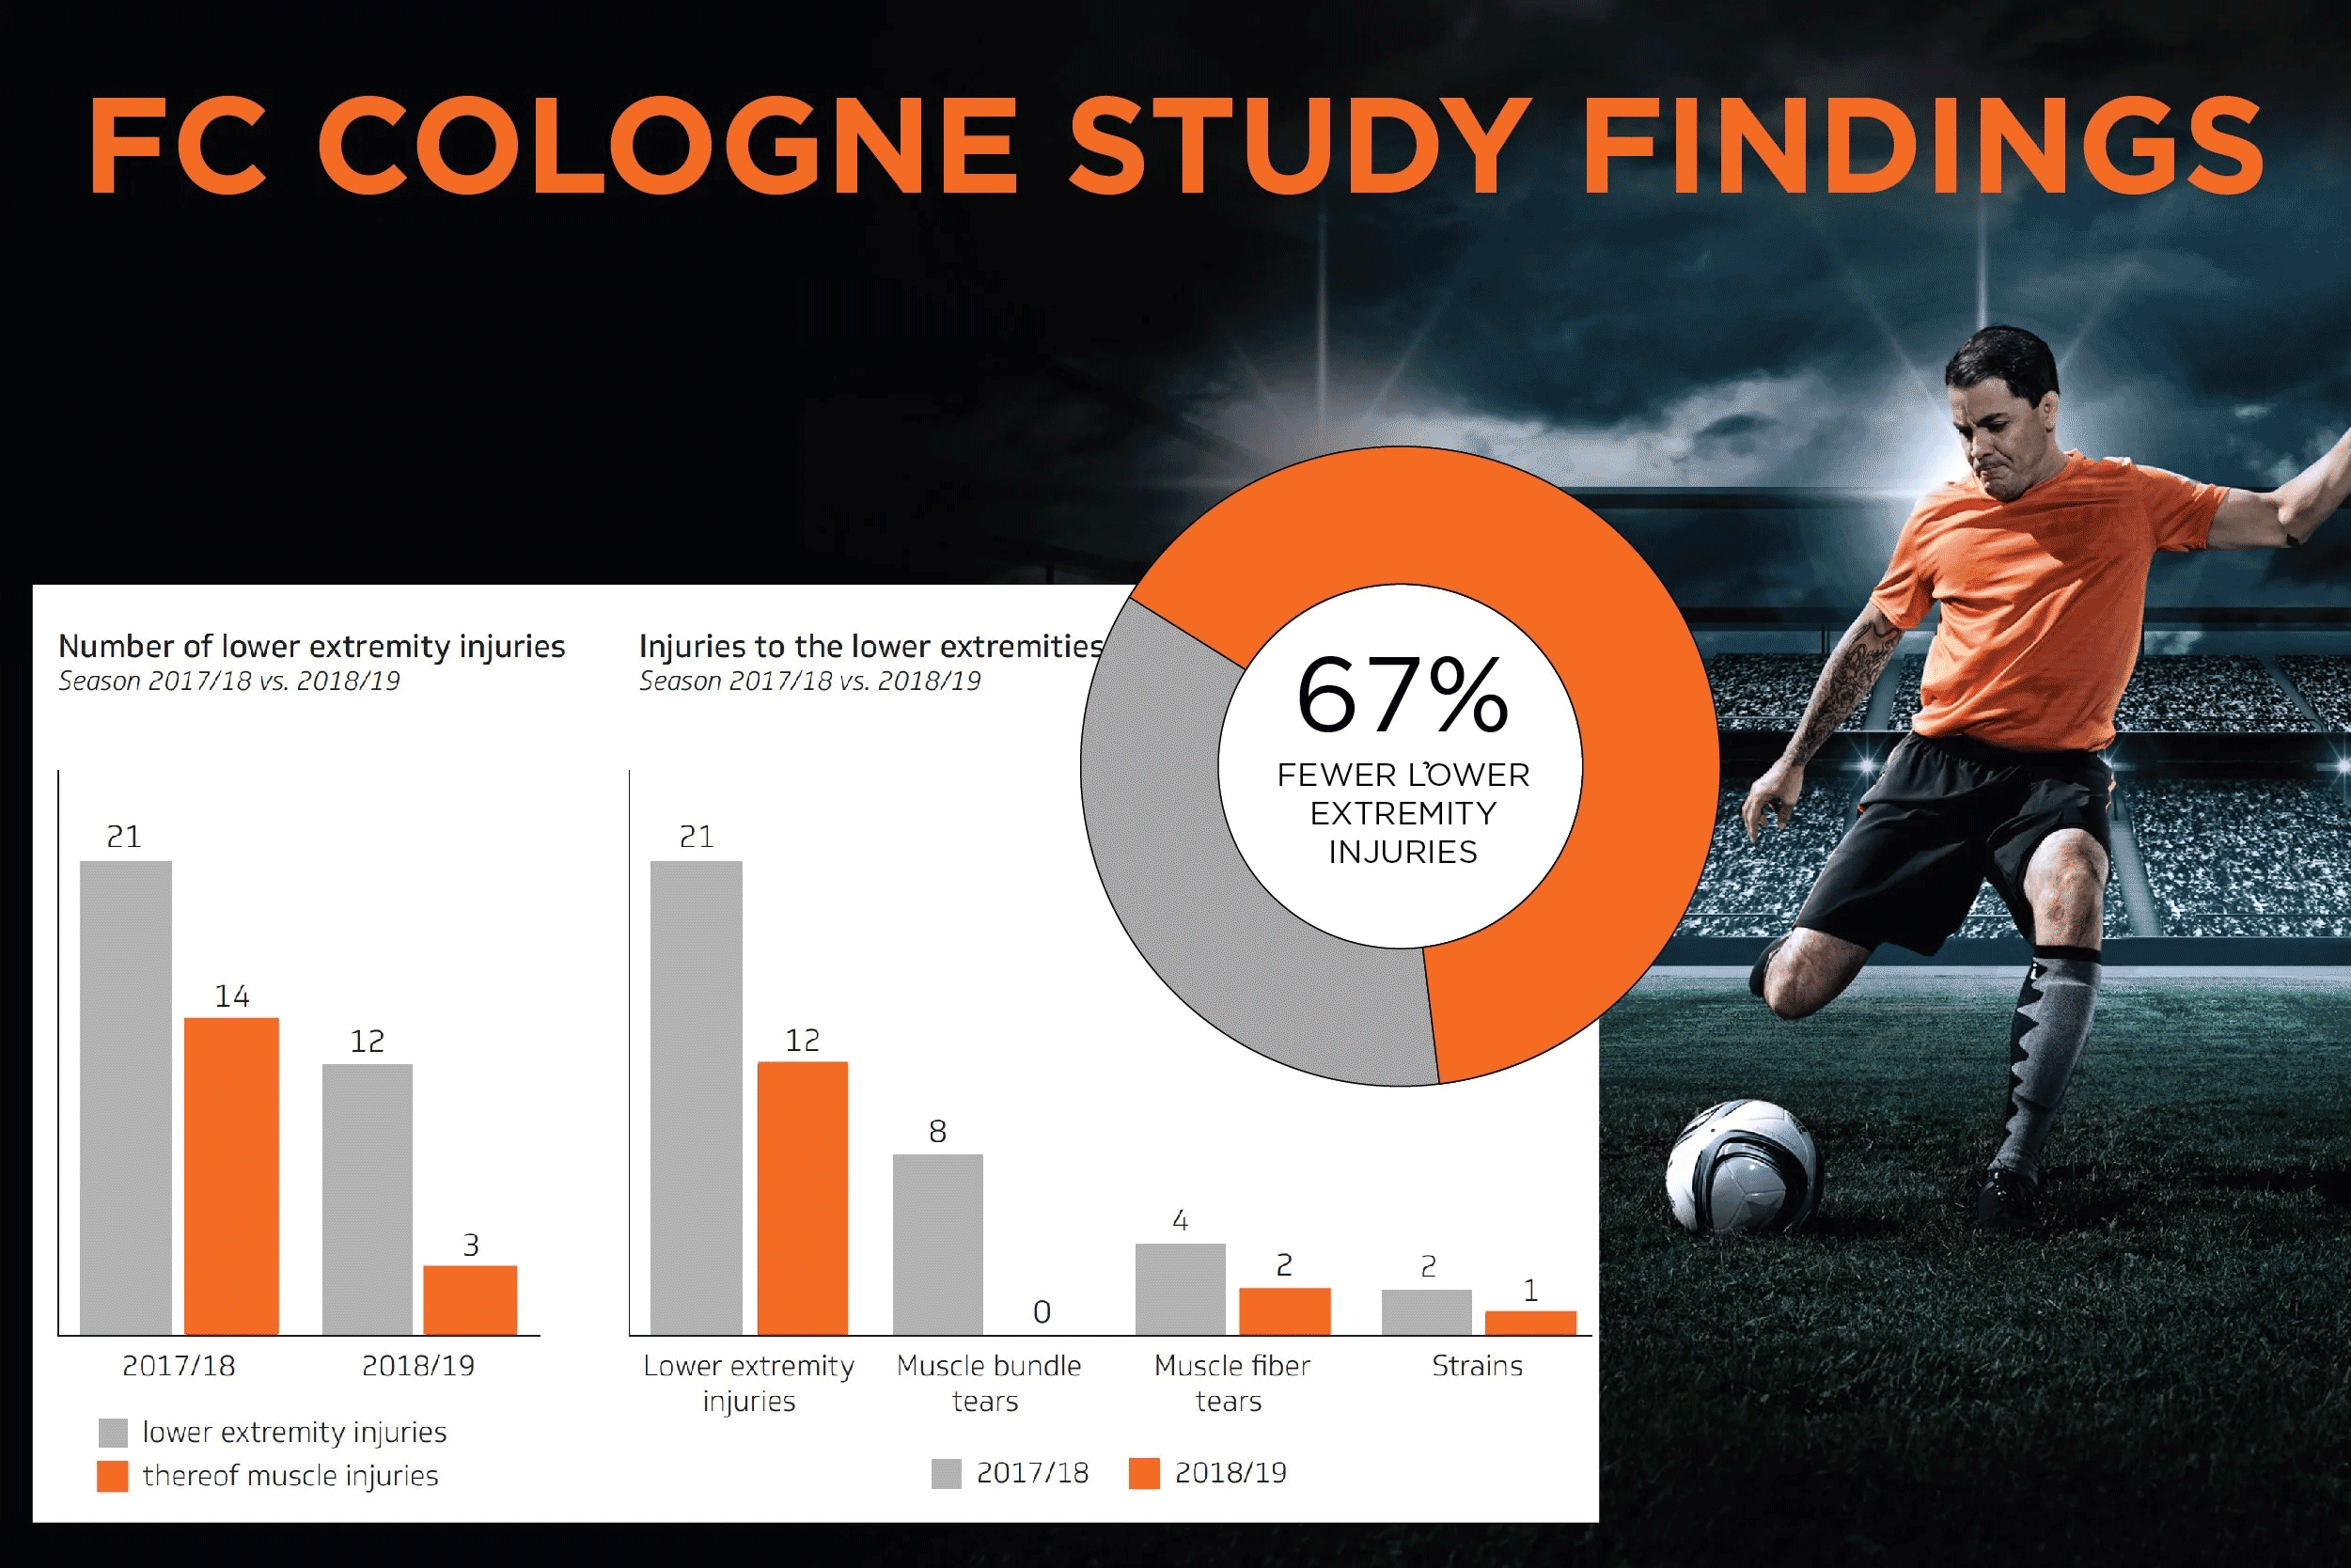 FC COLOGNE STUDY FINDINGS
Number of lower extremity injuries
Season 2017/18 vs. 2018/19
21
14
12
3
2017/18
2018/19
lower extremity injuries
thereof muscle injuries
Injuries to the lower extremities
Season 2017/18 vs. 2018/19
21
12
8
0
4
2
2
1
Lower extremity
injuries
Muscle bundle
tears
Muscle fiber
tears
Strains
2017/18
2018/19
67%
FEWER LOWER
EXTREMITY
INJURIES